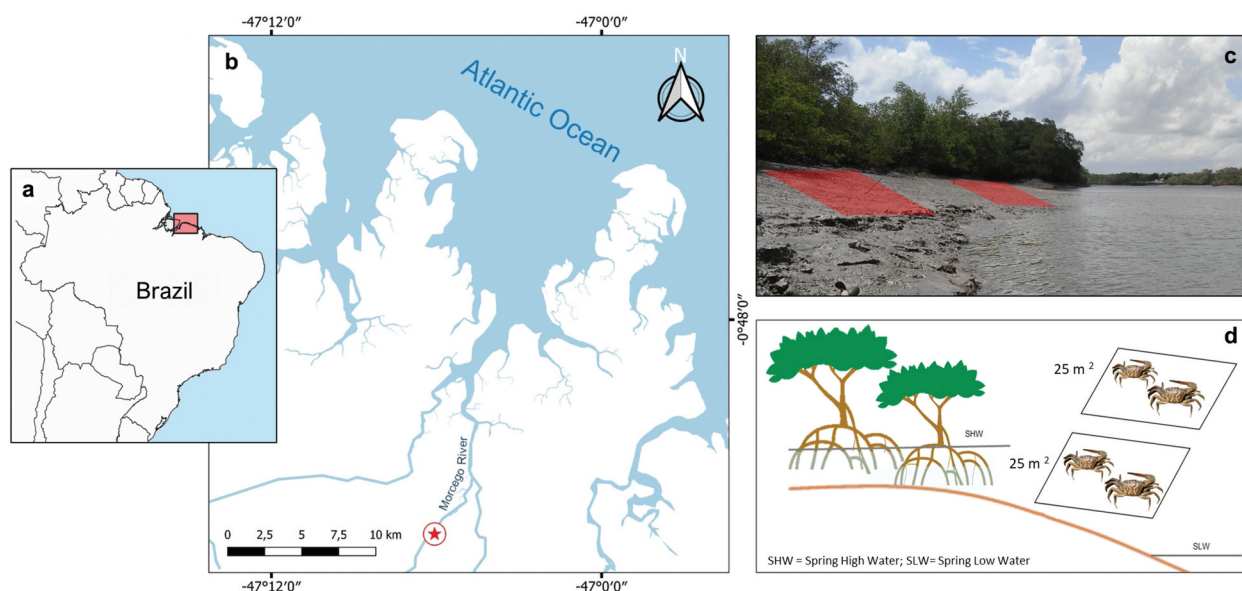 -47°12'0"
-47°0'0"
a
Brazil
b
Atlantic Ocean
N
Morcego River
0 2,5 5 7,5 10 km
-47°12'0"
-47°0'0"
-0°48'0"
c
d
25 m 2
25 m 2
SHW
SLW
SHW = Spring High Water; SLW= Spring Low Water